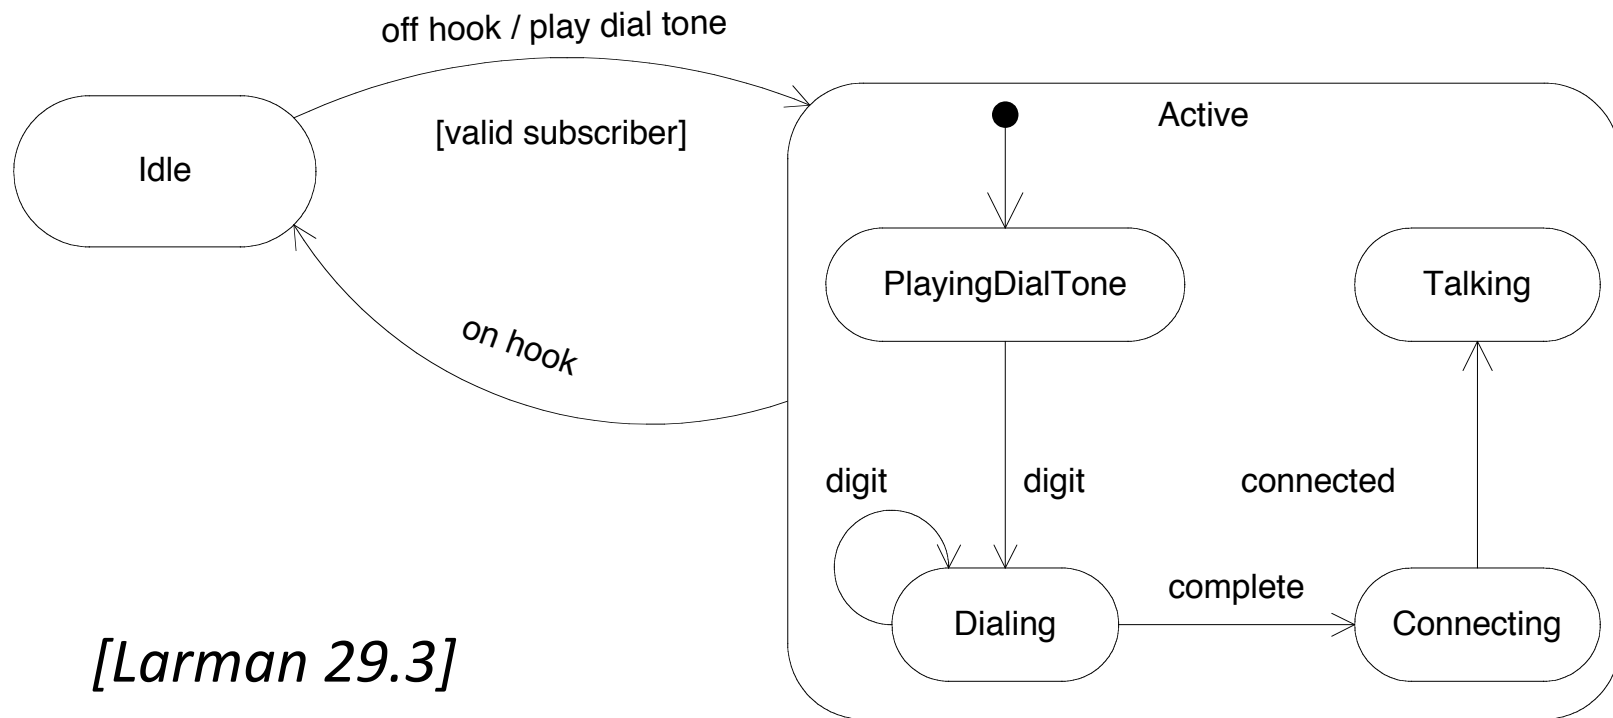 off hook / play dial tone
[valid subscriber]
Idle
Active
PlayingDialTone
Talking
on hook
digit
digit
connected
complete
Dialing
Connecting
[Larman 29.3]